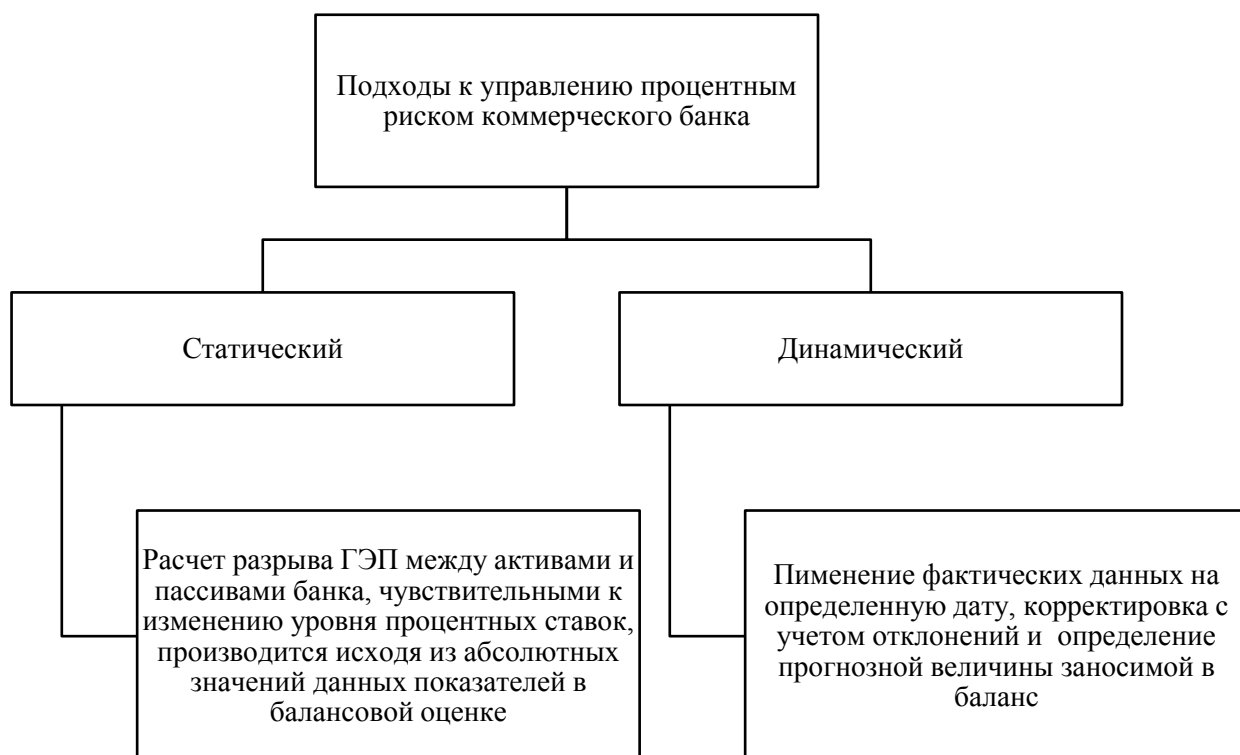 Подходы к управлению процентным
риском коммерческого банка
Статический
Динамический
Расчет разрыва ГЭП между активами и
пассивами банка, чувствительными к
изменению уровня процентных ставок,
производится исходя из абсолютных
значений данных показателей в
балансовой оценке
Пименение фактических данных на
определенную дату, корректировка с
учетом отклонений и определение
прогнозной величины заносимой в
баланс